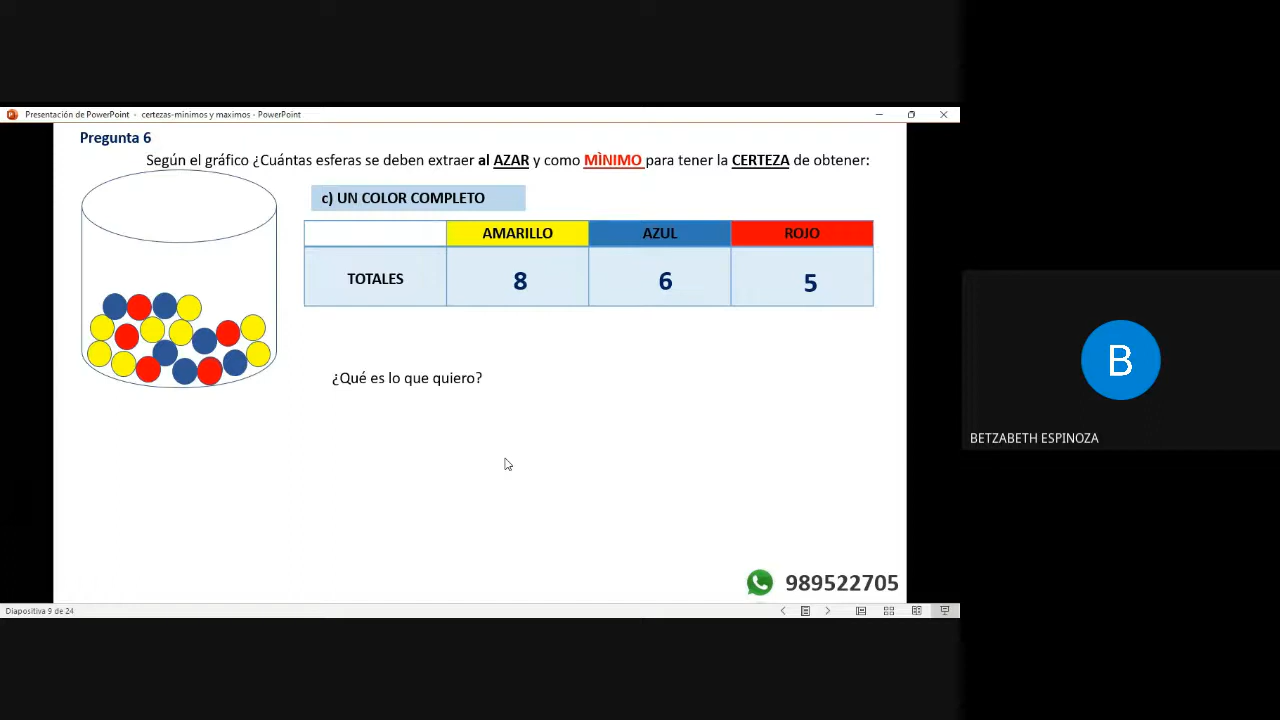 Presentación de PowerPoint - certezas-minimos y maximos - PowerPoint
Pregunta 6
Según el gráfico ¿Cuántas esferas se deben extraer al AZAR y como MÌNIMO para tener la CERTEZA de obtener:
c) UN COLOR COMPLETO
AMARILLO AZUL ROJO
TOTALES 8 6 5
¿Qué es lo que quiero?
B
BETZABETH ESPINOZA
989522705
Diapositiva 9 de 24